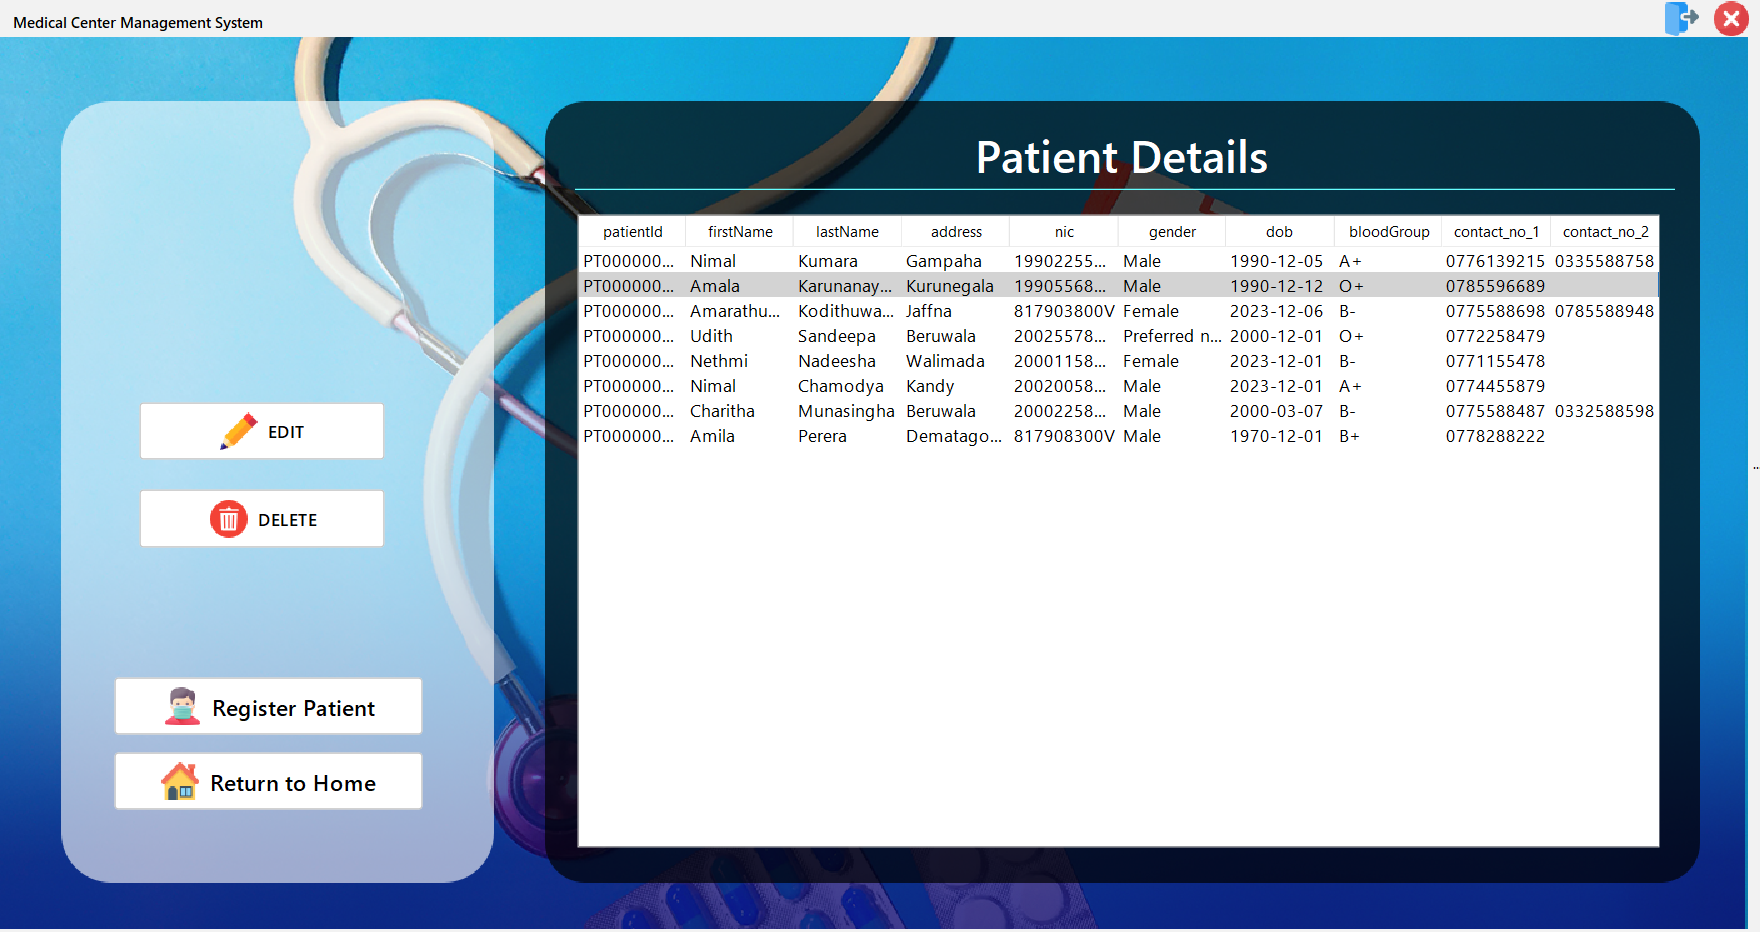 Medical Center Management System
EDIT
DELETE
Register Patient
Return to Home
Patient Details
patientId firstName lastName address nic gender dob bloodGroup contact_no_1 contact_no_2
PT000000... Nimal Kumara Gampaha 19902255... Male 1990-12-05 A+ 0776139215 0335588758
PT000000... Amala Karunanay... Kurunegala 19905568... Male 1990-12-12 O+ 0785596689
PT000000... Amarathu... Kodithuwa... Jaffna 817903800V Female 2023-12-06 B- 0775588698 0785588948
PT000000... Udith Sandeepa Beruwala 20025578... Preferred n... 2000-12-01 O+ 0772258479
PT000000... Nethmi Nadeesha Walimada 20001158... Female 2023-12-01 B- 0771155478
PT000000... Nimal Chamodya Kandy 20020058... Male 2023-12-01 A+ 0774455879
PT000000... Charitha Munasingha Beruwala 20002258... Male 2000-03-07 B- 0775588487 0332588598
PT000000... Amila Perera Dematago... 817908300V Male 1970-12-01 B+ 0778288222